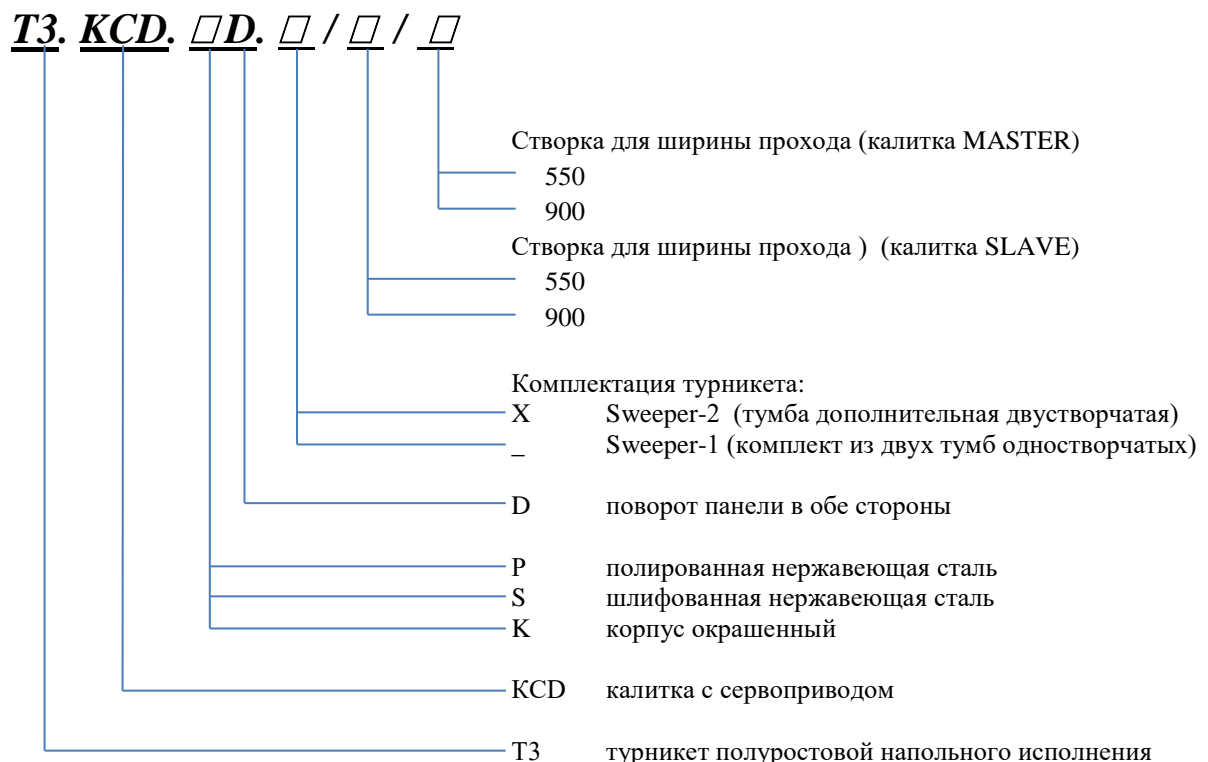 T3. KCD. □D. □ / □ / □
Створка для ширины прохода (калитка MASTER)
550
900
Створка для ширины прохода ) (калитка SLAVE)
550
900
Комплектация турникета:
X Sweeper-2 (тумба дополнительная двустворчатая)
_ Sweeper-1 (комплект из двух тумб одностворчатых)
D поворот панели в обе стороны
P полированная нержавеющая сталь
S шлифованная нержавеющая сталь
K корпус окрашенный
KCD калитка с сервоприводом
T3 турникет полуростовой напольного исполнения